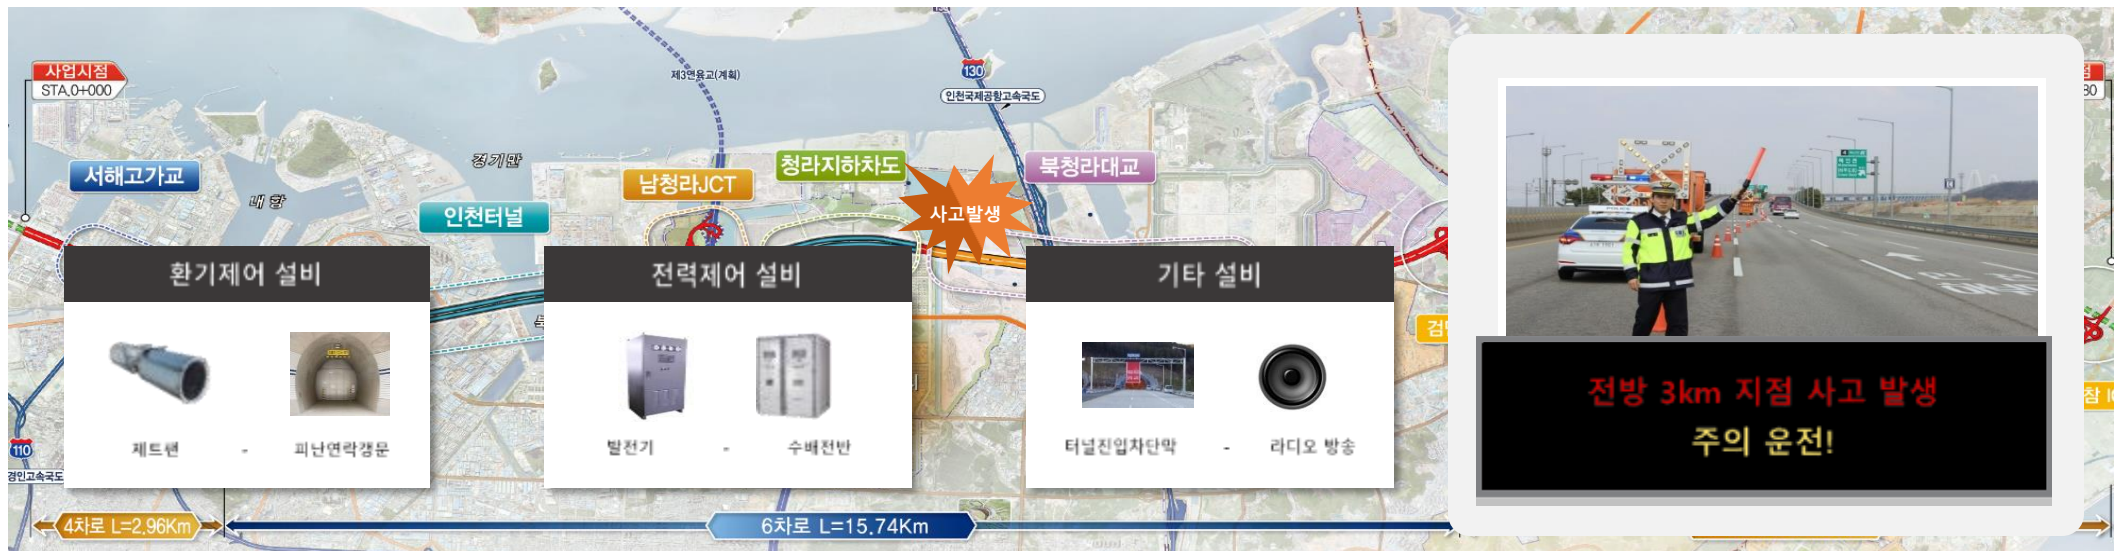 사업시점
STA.0+000
서해고가교
내항
경기만
인천터널
제3연륙교(계획)
남청라JCT
청라지하차도
사고발생
130
인천국제공항고속국도
북청라대교
환기제어 설비
제트팬
-
피난연락갱문
전력제어 설비
발전기
-
수배전반
기타 설비
터널진입차단막
-
라디오 방송
전방 3km 지점 사고 발생
주의 운전!
110
경인고속국도
4차로 L=2.96Km
6차로 L=15.74Km